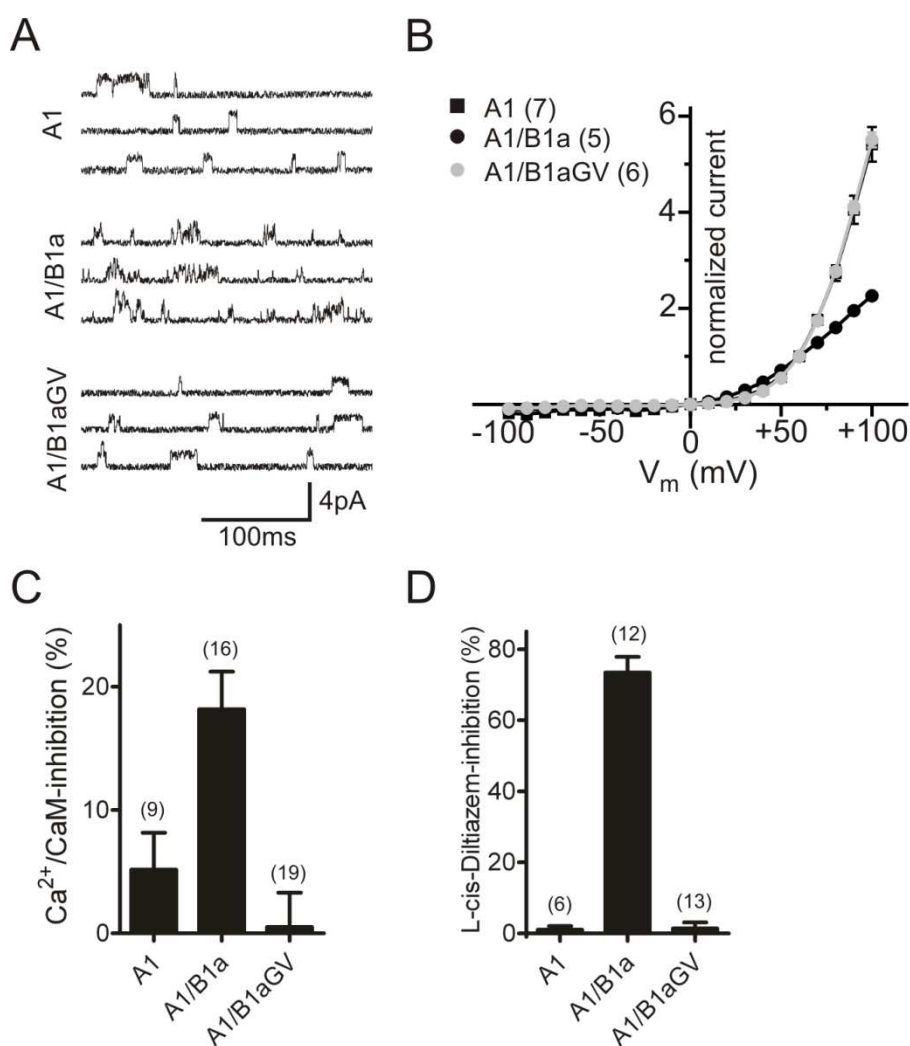 A
A1
A1/B1a
A1/B1aGV
4pA
100ms
B
A1 (7)
A1/B1a (5)
A1/B1aGV (6)
normalized current
6
4
2
-100
-50
0
+50
+100
Vm (mV)
C
Ca2+/CaM-inhibition (%)
20
10
0
(9)
(16)
(19)
A1
A1/B1a
A1/B1aGV
D
L-cis-Diltiazem-inhibition (%)
80
60
40
20
0
(6)
(12)
(13)
A1
A1/B1a
A1/B1aGV